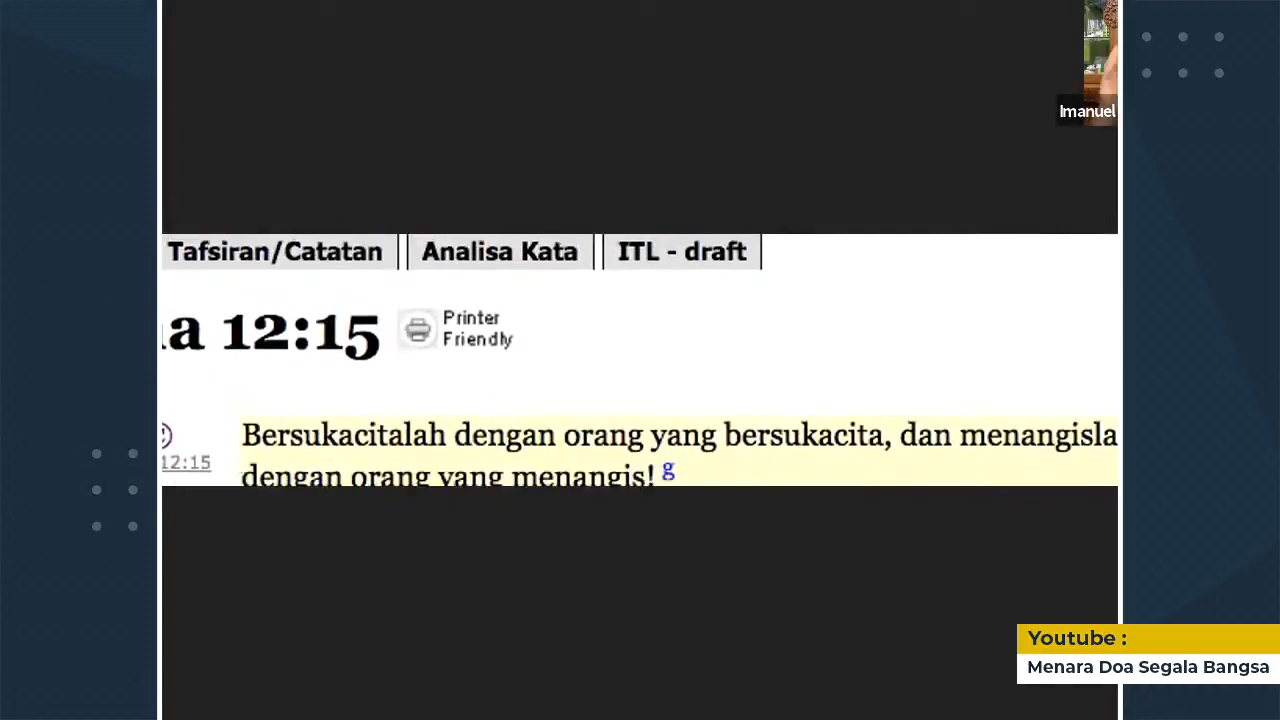 Imanuel
Tafsiran/Catatan Analisa Kata ITL - draft
a 12:15 Printer
Friendly
Bersukacitalah dengan orang yang bersukacita, dan menangisla
12:15
dengan orang yang menangis! g
Youtube :
Menara Doa Segala Bangsa